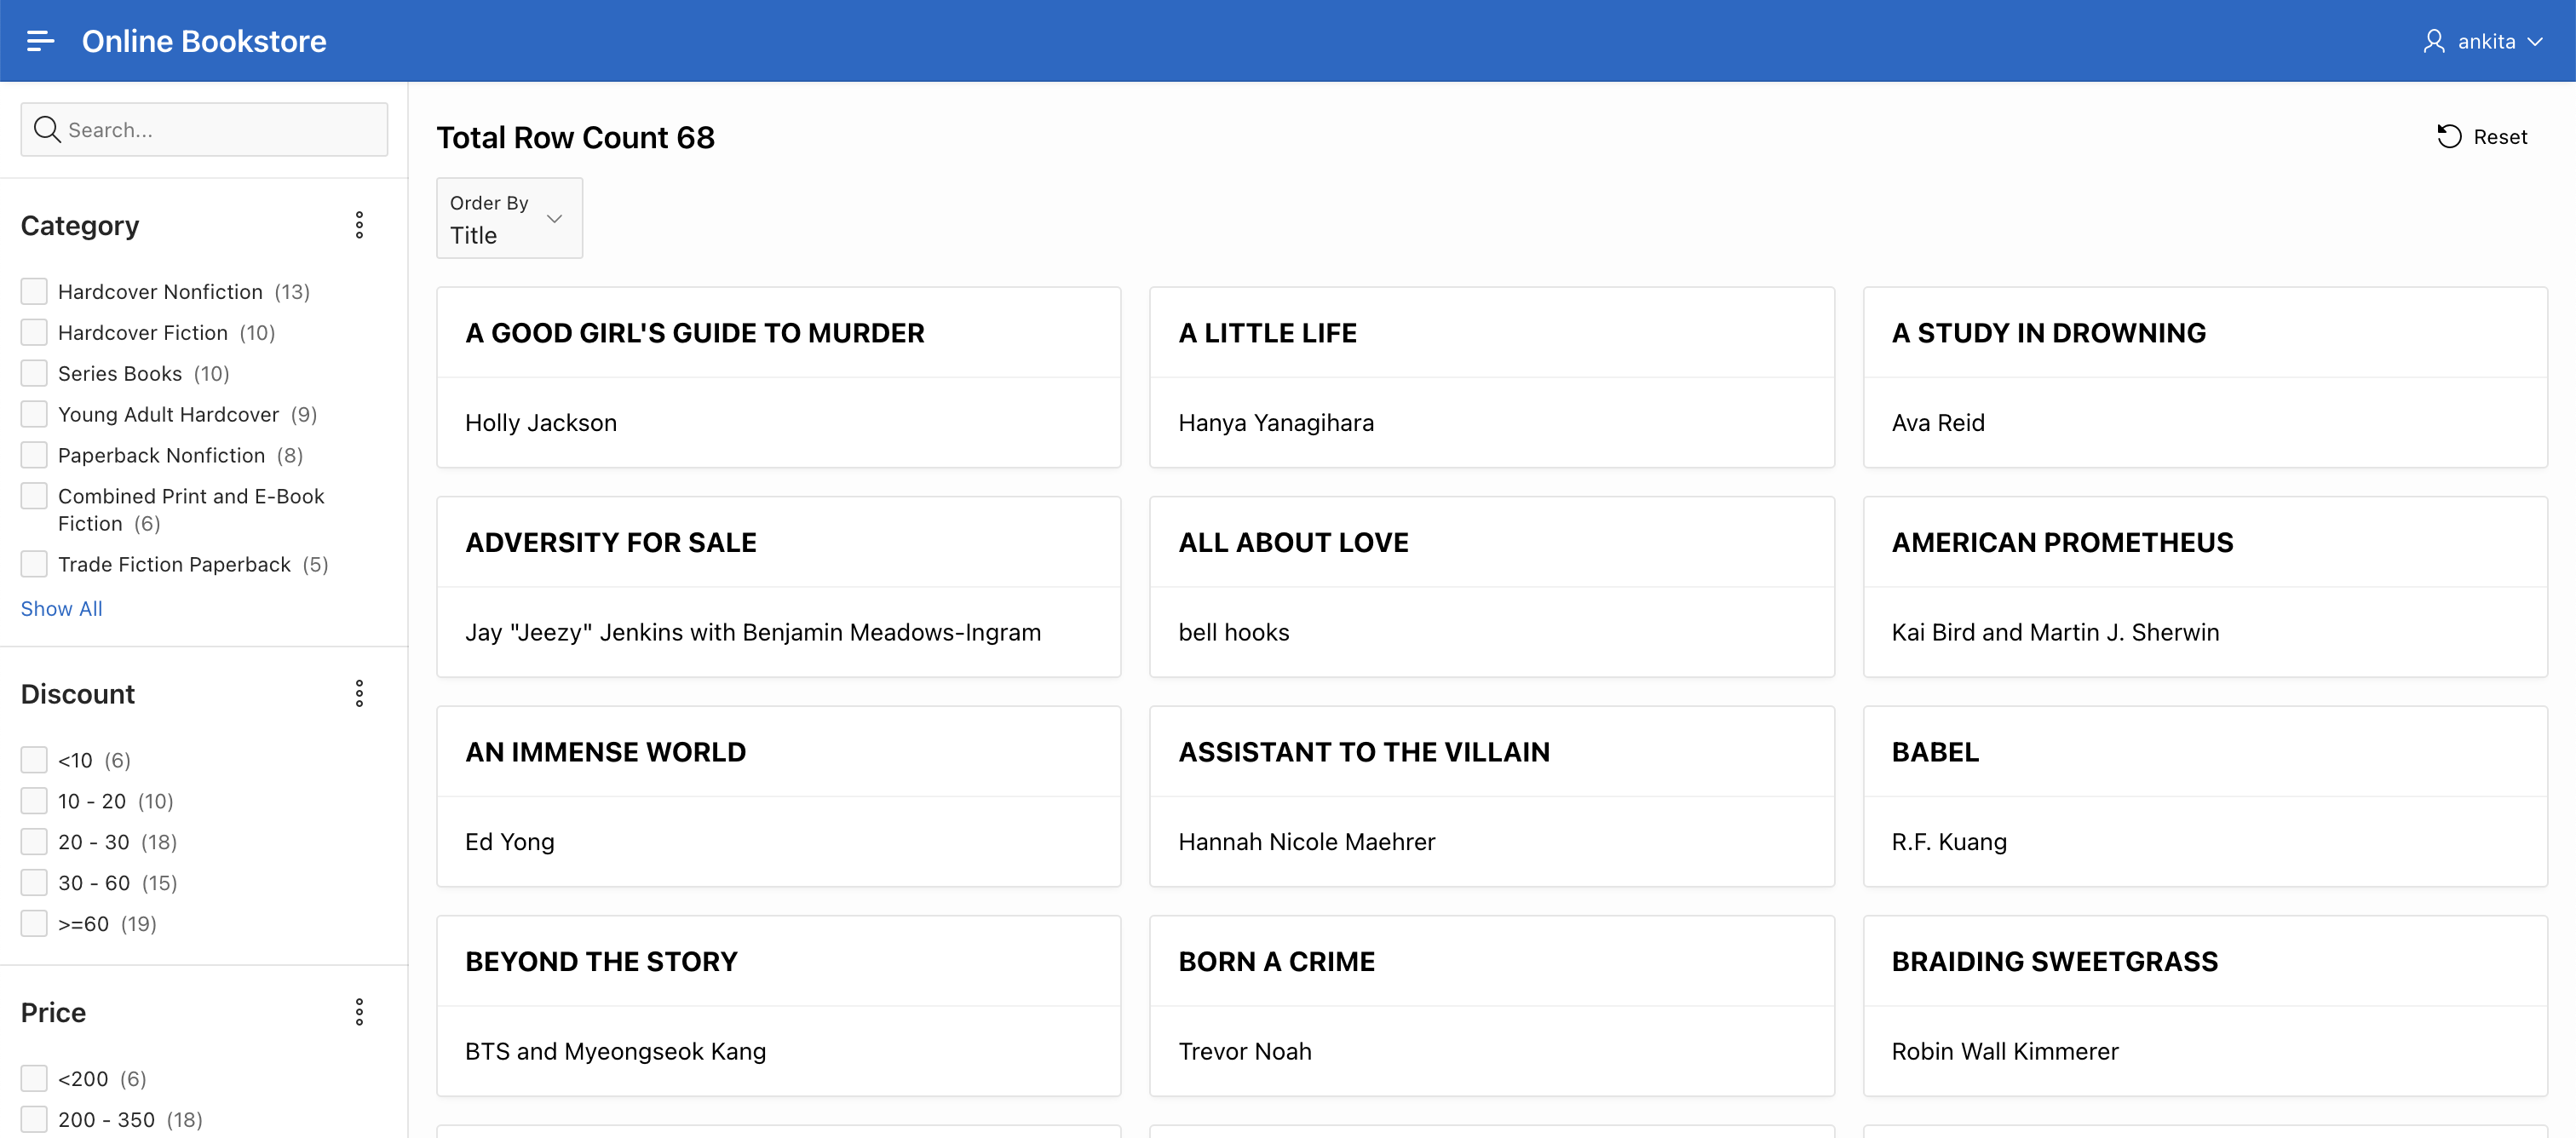 Online Bookstore
ankita
Search...
Category
Hardcover Nonfiction (13)
Hardcover Fiction (10)
Series Books (10)
Young Adult Hardcover (9)
Paperback Nonfiction (8)
Combined Print and E-Book
Fiction (6)
Trade Fiction Paperback (5)
Show All
Discount
<10 (6)
10 - 20 (10)
20 - 30 (18)
30 - 60 (15)
>=60 (19)
Price
<200 (6)
200 - 350 (18)
Total Row Count 68
Reset
Order By
Title
A GOOD GIRL'S GUIDE TO MURDER
Holly Jackson
A LITTLE LIFE
Hanya Yanagihara
A STUDY IN DROWNING
Ava Reid
ADVERSITY FOR SALE
Jay "Jeezy" Jenkins with Benjamin Meadows-Ingram
ALL ABOUT LOVE
bell hooks
AMERICAN PROMETHEUS
Kai Bird and Martin J. Sherwin
AN IMMENSE WORLD
Ed Yong
ASSISTANT TO THE VILLAIN
Hannah Nicole Maehrer
BABEL
R.F. Kuang
BEYOND THE STORY
BTS and Myeongseok Kang
BORN A CRIME
Trevor Noah
BRAIDING SWEETGRASS
Robin Wall Kimmerer